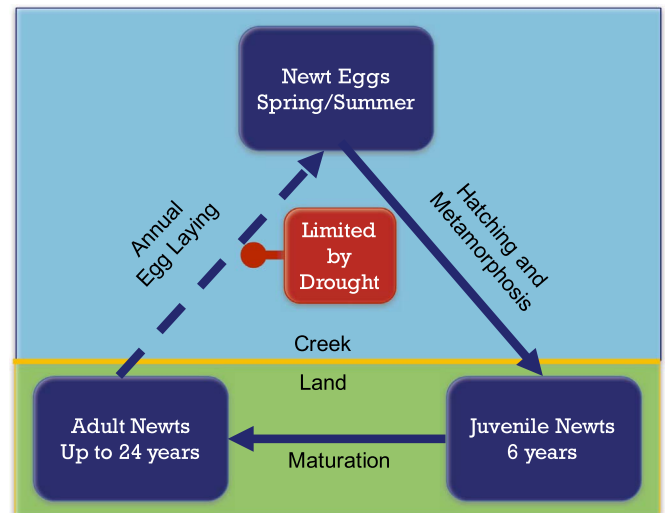 Newt Eggs
Spring/Summer
Annual
Egg Laying
Limited
by
Drought
Hatching and
Metamorphosis
Creek
Land
Adult Newts
Up to 24 years
Maturation
Juvenile Newts
6 years